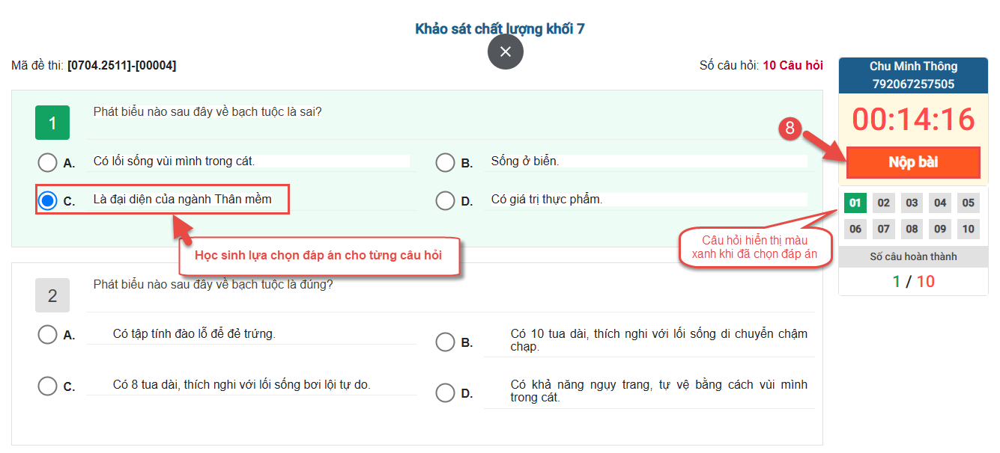 Khảo sát chất lượng khối 7
Mã đề thi: [0704.2511]-[00004]
Số câu hỏi: 10 Câu hỏi
Chu Minh Thông
792067257505
00:14:16
8
Nộp bài
01 02 03 04 05
06 07 08 09 10
Số câu hoàn thành
1 / 10
1
Phát biểu nào sau đây về bạch tuộc là sai?
A. Có lối sống vùi mình trong cát.
B. Sống ở biển.
C. Là đại diện của ngành Thân mềm
D. Có giá trị thực phẩm.
Học sinh lựa chọn đáp án cho từng câu hỏi
Câu hỏi hiển thị màu
xanh khi đã chọn đáp án
2
Phát biểu nào sau đây về bạch tuộc là đúng?
A. Có tập tính đào lỗ để đẻ trứng.
B. Có 10 tua dài, thích nghi với lối sống di chuyển chậm
chạp.
C. Có 8 tua dài, thích nghi với lối sống bơi lội tự do.
D. Có khả năng ngụy trang, tự vệ bằng cách vùi mình
trong cát.